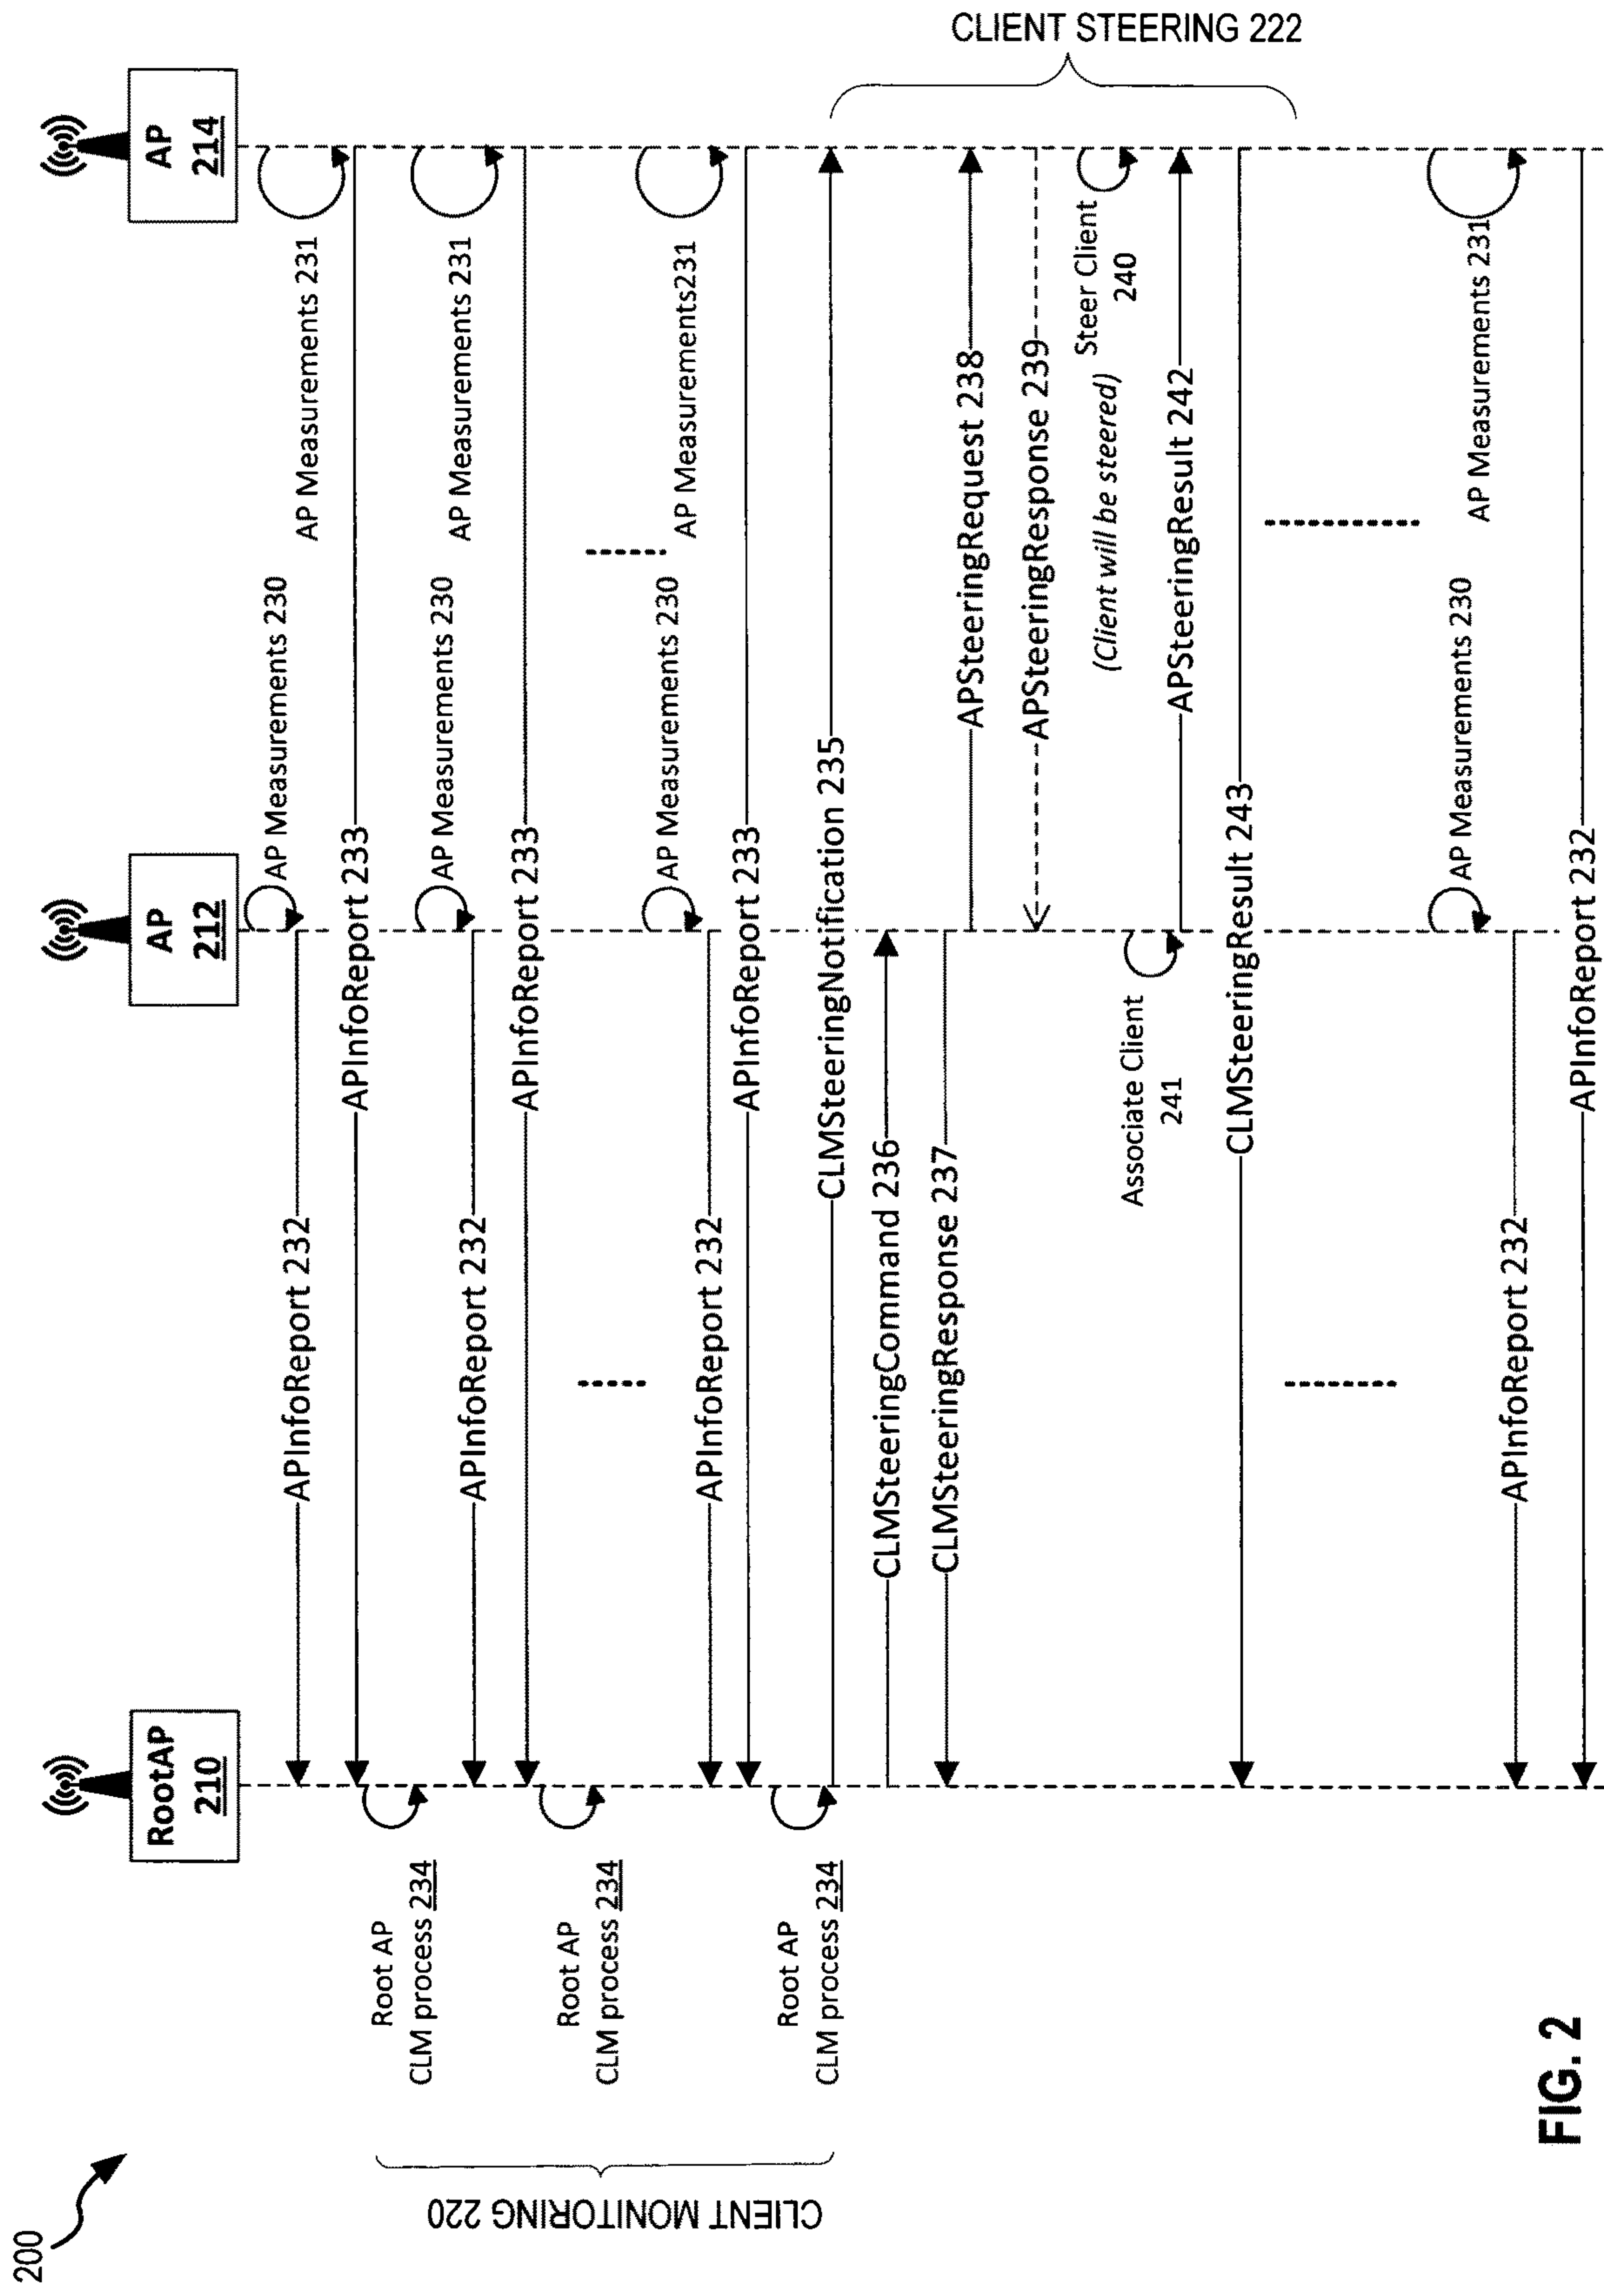 200
RootAP
210
AP
212
AP
214
AP Measurements 230
AP Measurements 231
APInfoReport 232
APInfoReport 233
Root AP
CLM process 234
AP Measurements 230
AP Measurements 231
APInfoReport 232
APInfoReport 233
Root AP
CLM process 234
AP Measurements 230
AP Measurements231
APInfoReport 232
APInfoReport 233
Root AP
CLM process 234
CLIENT MONITORING 220
CLMSteeringNotification 235
CLMSteeringCommand 236
CLMSteeringResponse 237
APSteeringRequest 238
APSteeringResponse 239
(Client will be steered)
Steer Client
240
Associate Client
241
APSteeringResult 242
CLMSteeringResult 243
CLIENT STEERING 222
AP Measurements 230
AP Measurements 231
APInfoReport 232
APInfoReport 232
FIG. 2